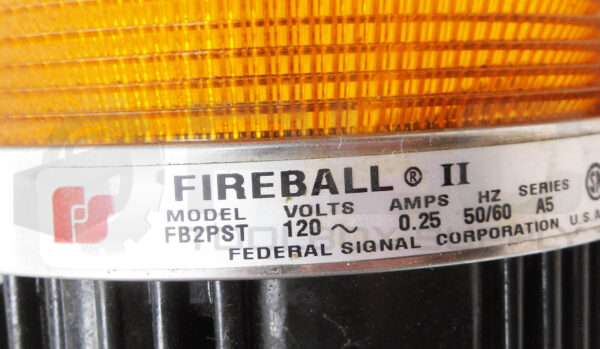 FIREBALL ® II
MODEL VOLTS AMPS HZ SERIES
FB2PST 120 ~ 0.25 50/60 A5
FEDERAL SIGNAL CORPORATION U.S.A